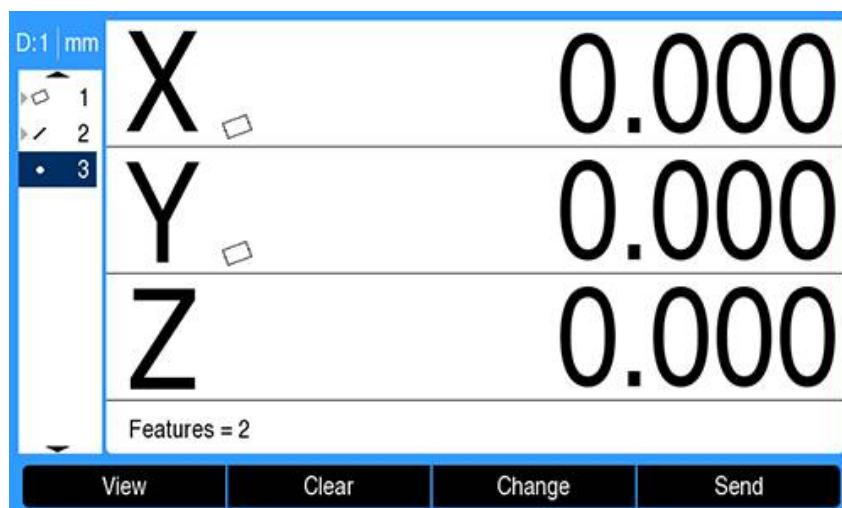 D:1 mm
1
2
3
X 0.000
Y 0.000
Z 0.000
Features = 2
View Clear Change Send